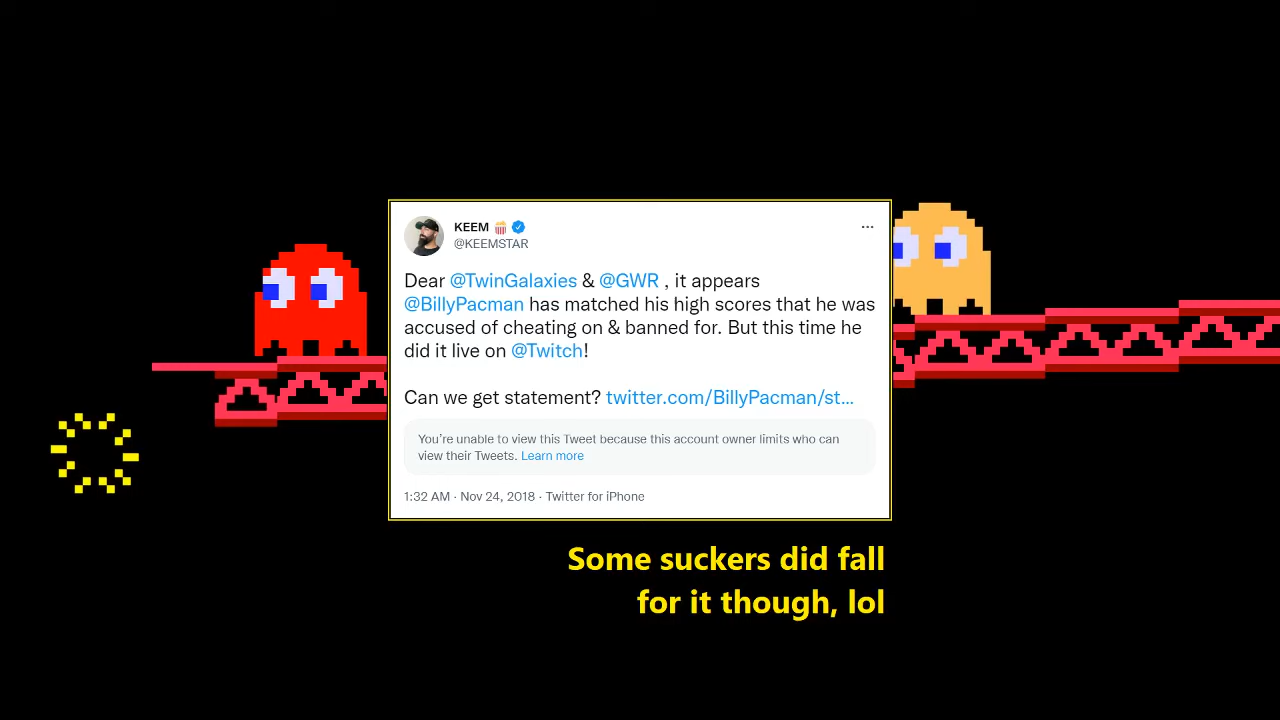 KEEM 🍿
@KEEMSTAR
Dear @TwinGalaxies & @GWR , it appears
@BillyPacman has matched his high scores that he was
accused of cheating on & banned for. But this time he
did it live on @Twitch!
Can we get statement? twitter.com/BillyPacman/st...
You're unable to view this Tweet because this account owner limits who can
view their Tweets. Learn more
1:32 AM · Nov 24, 2018 · Twitter for iPhone
Some suckers did fall
for it though, lol